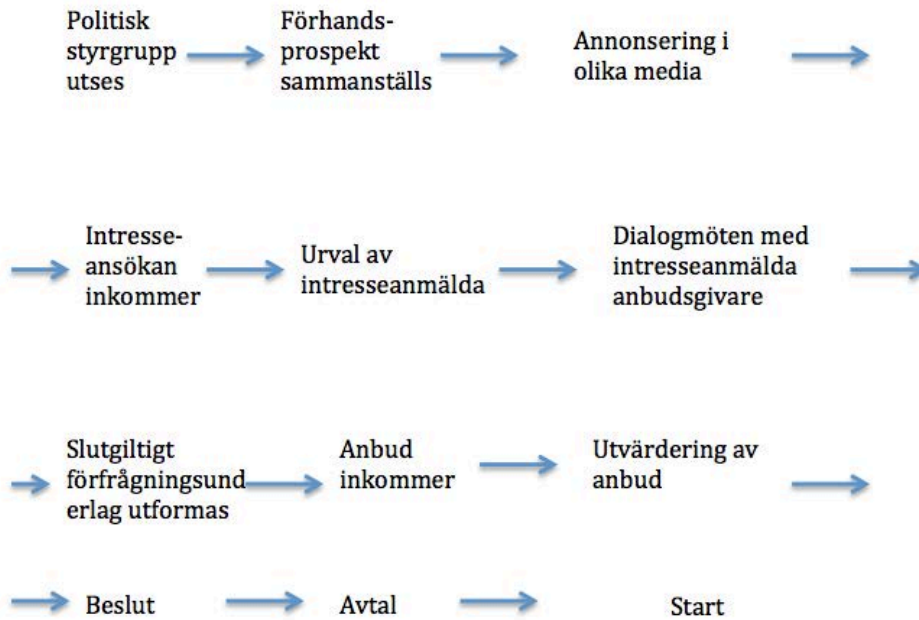 Politisk
styrgrupp
utses
Förhands-
prospekt
sammanställs
Annonsering i
olika media
Intresse-
ansökan
inkommer
Urval av
intresseanmälda
Dialogmöten med
intresseanmälda
anbudsgivare
Slutgiltigt
förfrågningsund
erlag utformas
Anbud
inkommer
Utvärdering av
anbud
Beslut
Avtal
Start